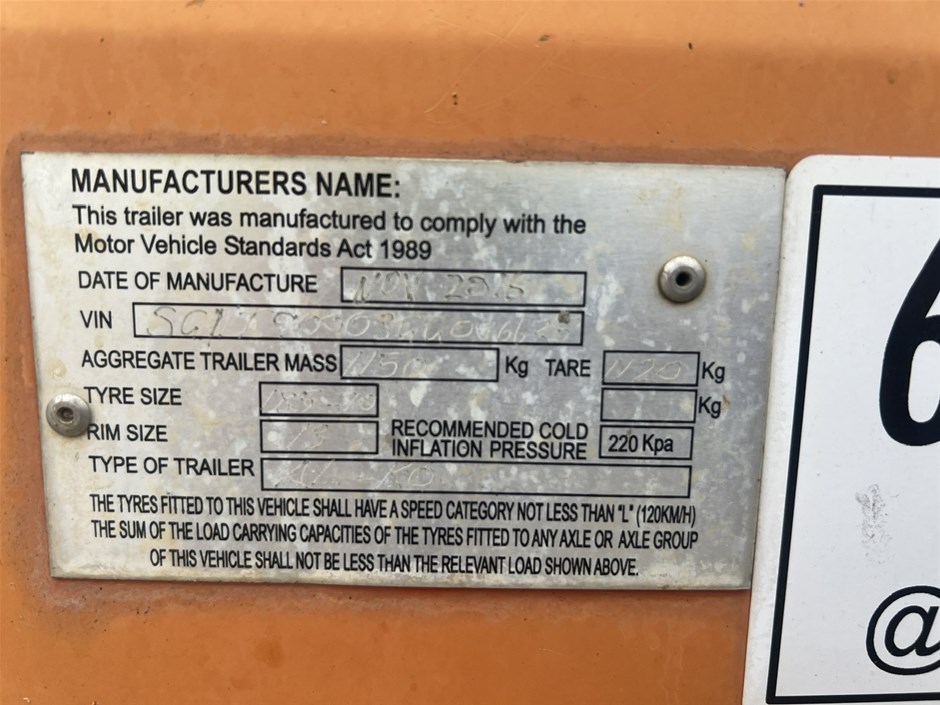 MANUFACTURERS NAME:
This trailer was manufactured to comply with the
Motor Vehicle Standards Act 1989
DATE OF MANUFACTURE NOV
VIN
AGGREGATE TRAILER MASS Kg TARE Kg
TYRE SIZE Kg
RIM SIZE RECOMMENDED COLD
INFLATION PRESSURE 220 Kpa
TYPE OF TRAILER
THE TYRES FITTED TO THIS VEHICLE SHALL HAVE A SPEED CATEGORY NOT LESS THAN "L" (120KM/H)
THE SUM OF THE LOAD CARRYING CAPACITIES OF THE TYRES FITTED TO ANY AXLE OR AXLE GROUP
OF THIS VEHICLE SHALL NOT BE LESS THAN THE RELEVANT LOAD SHOWN ABOVE.
@